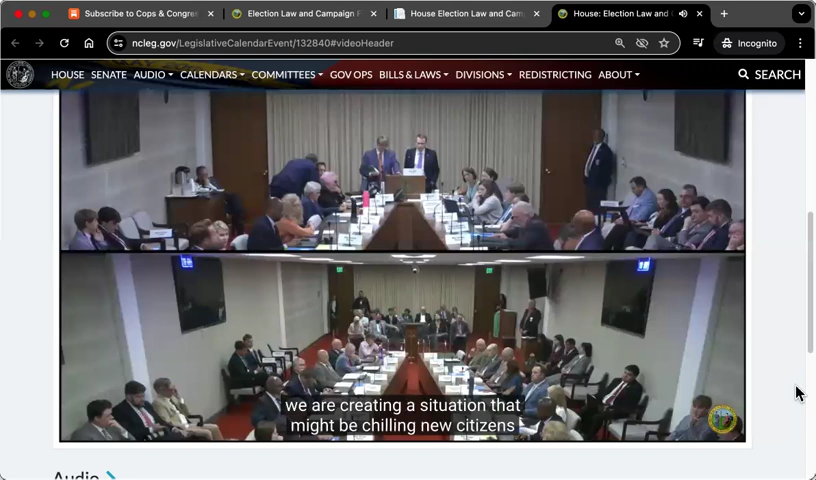 Subscribe to Cops & Congre
Election Law and Campaign F
House Election Law and Cam
House: Election Law and
ncleg.gov/LegislativeCalendarEvent/132840#videoHeader
Incognito
HOUSE SENATE AUDIO CALENDARS COMMITTEES GOV OPS BILLS & LAWS DIVISIONS REDISTRICTING ABOUT SEARCH
we are creating a situation that
might be chilling new citizens
Audio